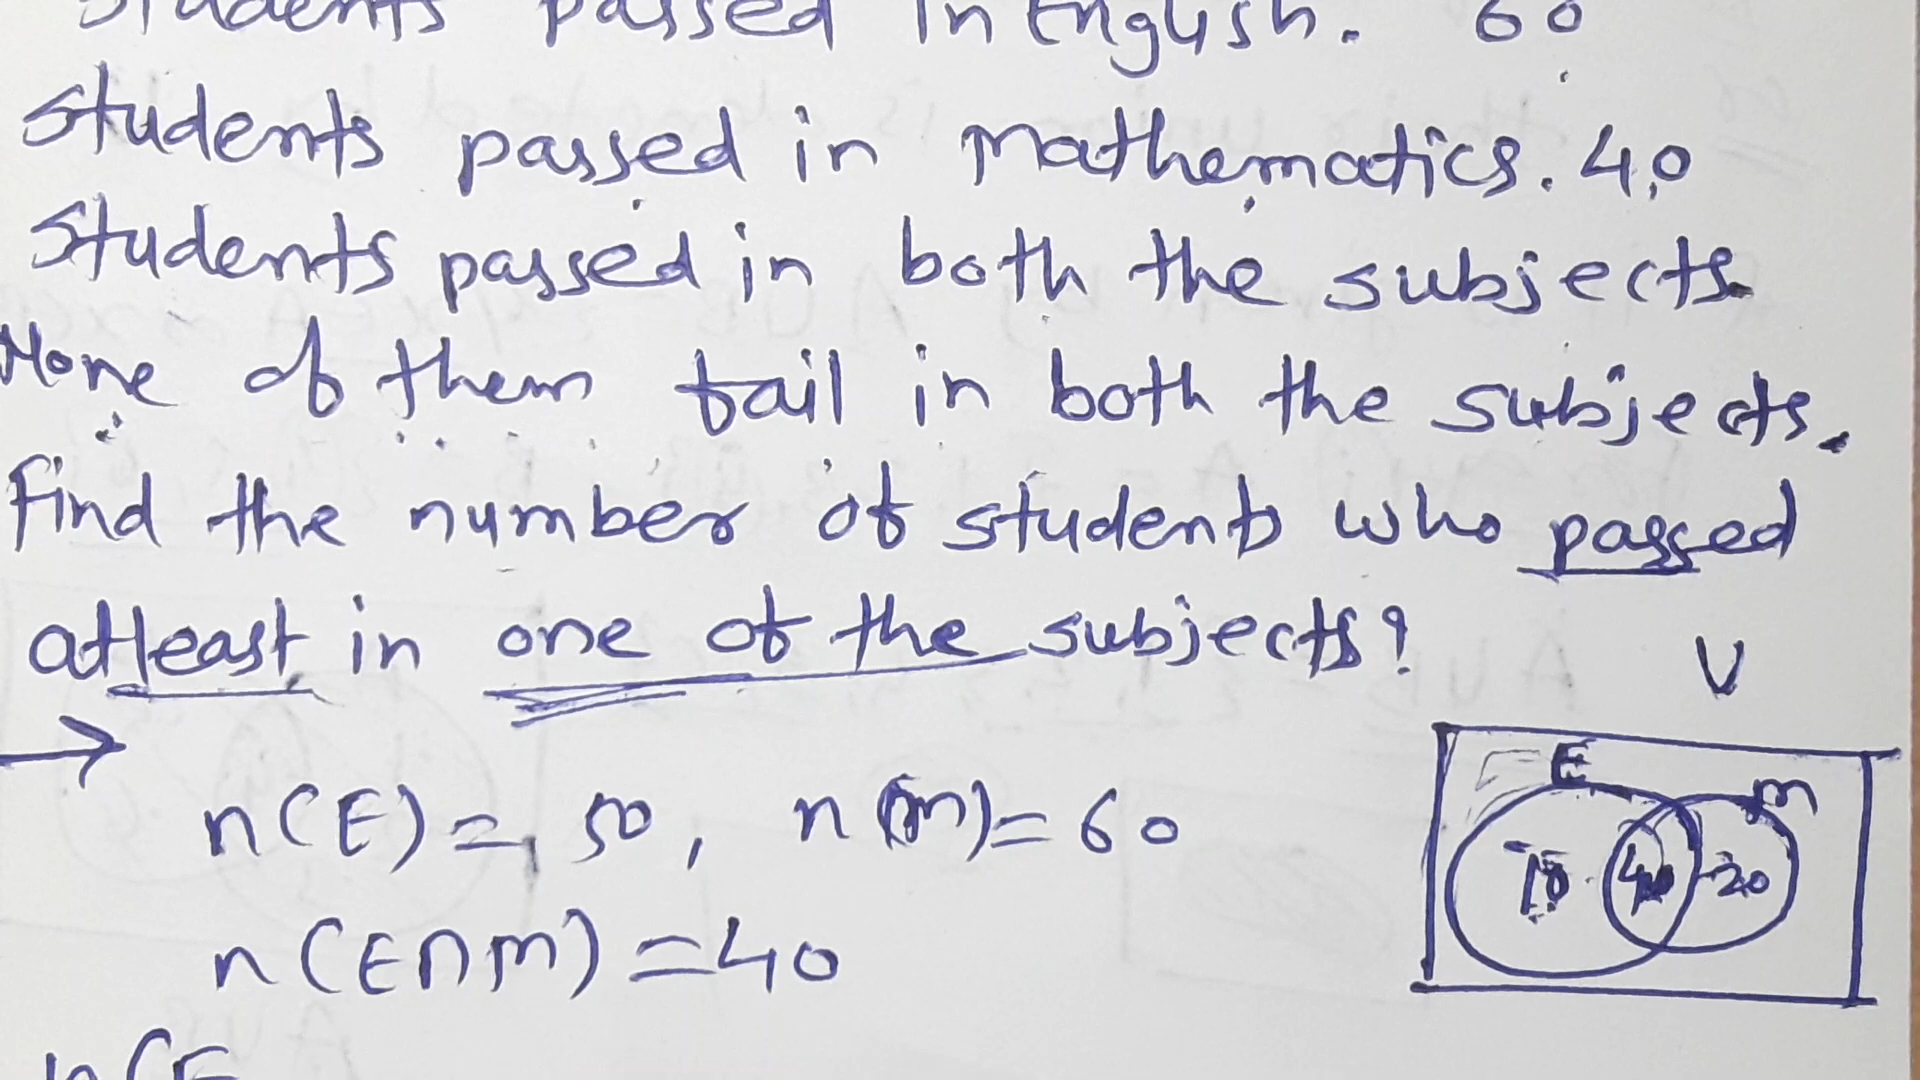 Students passed in English. 60
Students passed in Mathematics. 40
Students passed in both the subjects.
None of them fail in both the subjects.
Find the number of students who passed
atleast in one of the subjects?
U
→
E
M
n(E) = 50, n(M) = 60
10 40 20
n(E∩M) = 40
n(E